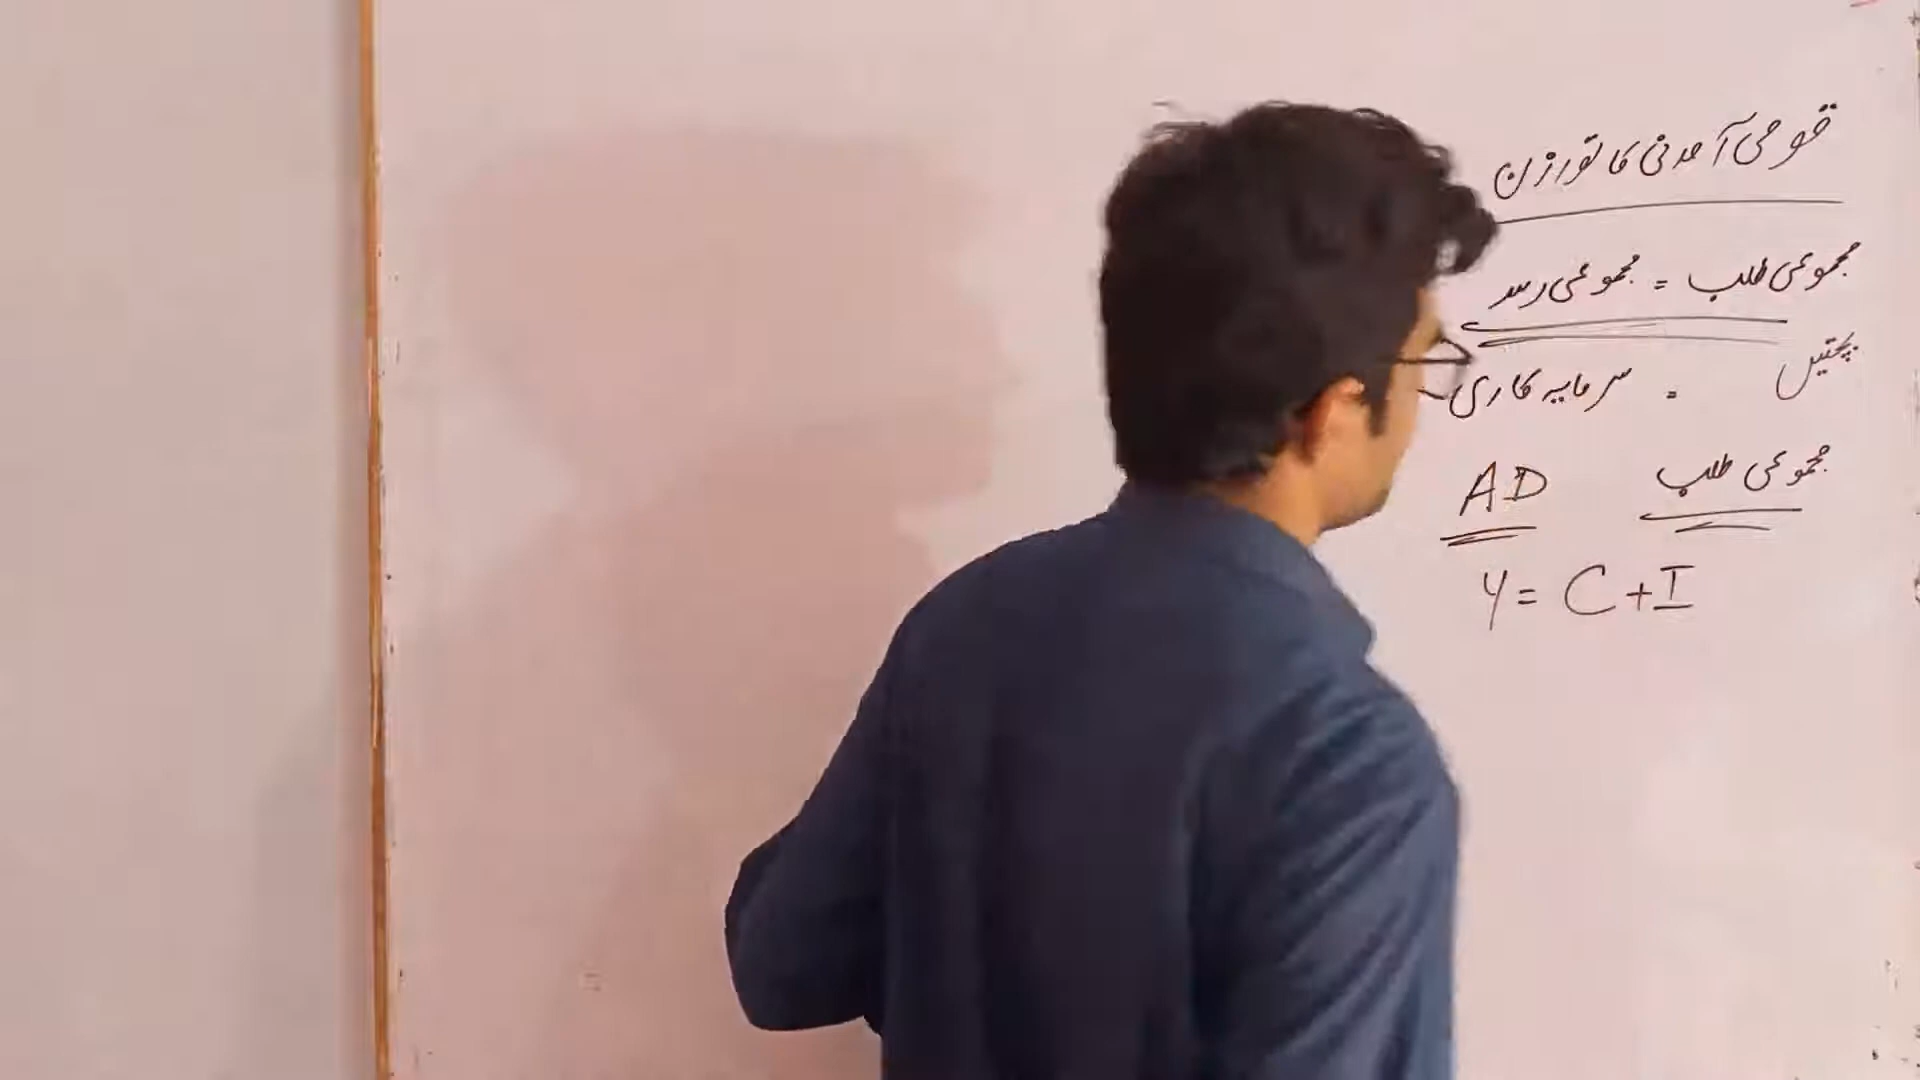 قومی آمدنی کا توازن
مجموعی طلب = مجموعی رسد
بچتیں = سرمایہ کاری
مجموعی طلب AD
Y = C + I